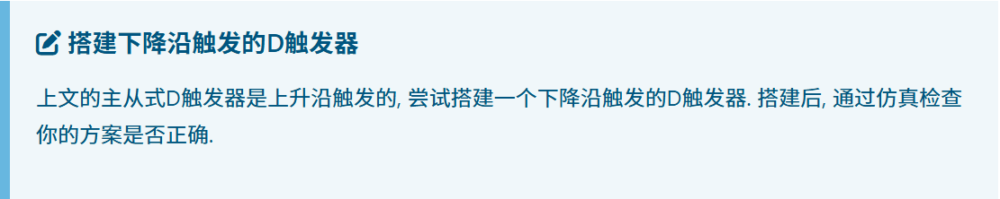 搭建下降沿触发的D触发器
上文的主从式D触发器是上升沿触发的, 尝试搭建一个下降沿触发的D触发器. 搭建后, 通过仿真检查
你的方案是否正确.